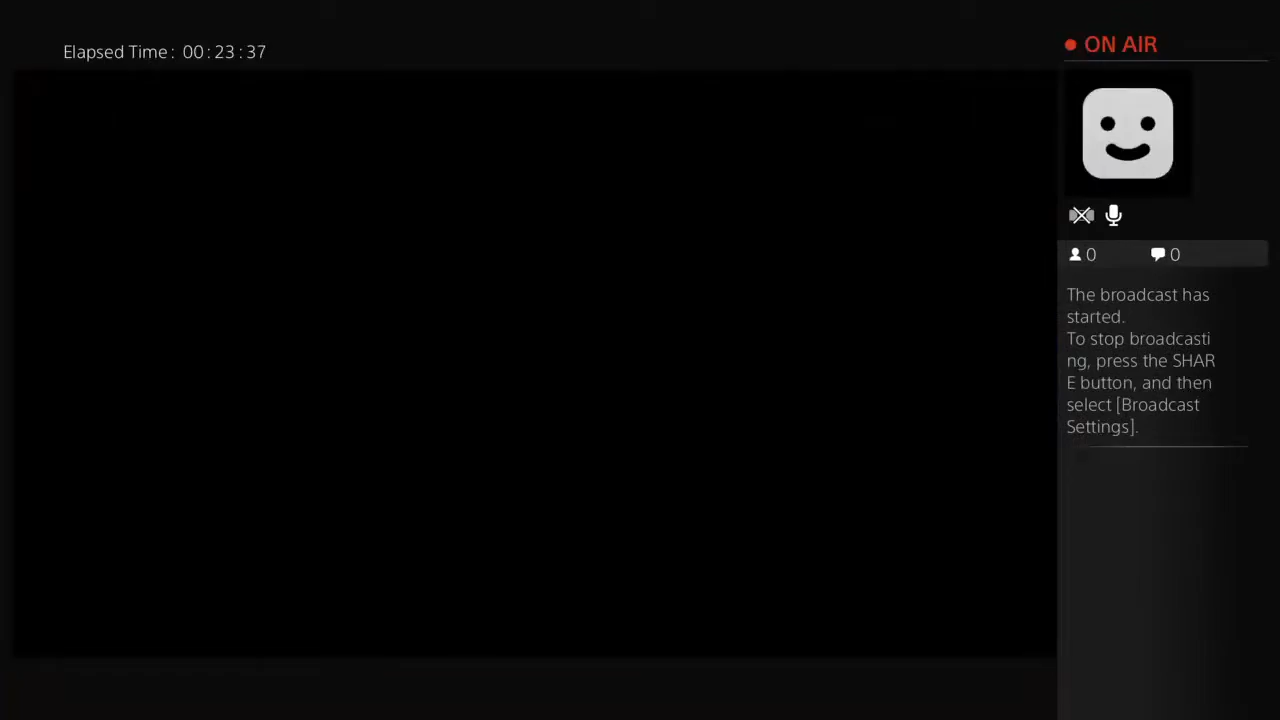 Elapsed Time: 00:23:37
ON AIR
0 0
The broadcast has
started.
To stop broadcasti
ng, press the SHAR
E button, and then
select [Broadcast
Settings].